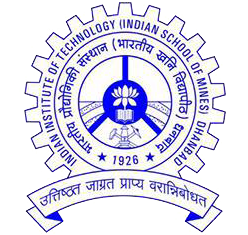 INDIAN INSTITUTE OF TECHNOLOGY (INDIAN SCHOOL OF MINES) DHANBAD
भारतीय प्रौद्योगिकी संस्थान (भारतीय खनि विद्यापीठ) धनबाद
1926
उत्तिष्ठत जाग्रत प्राप्य वरान्निबोधत